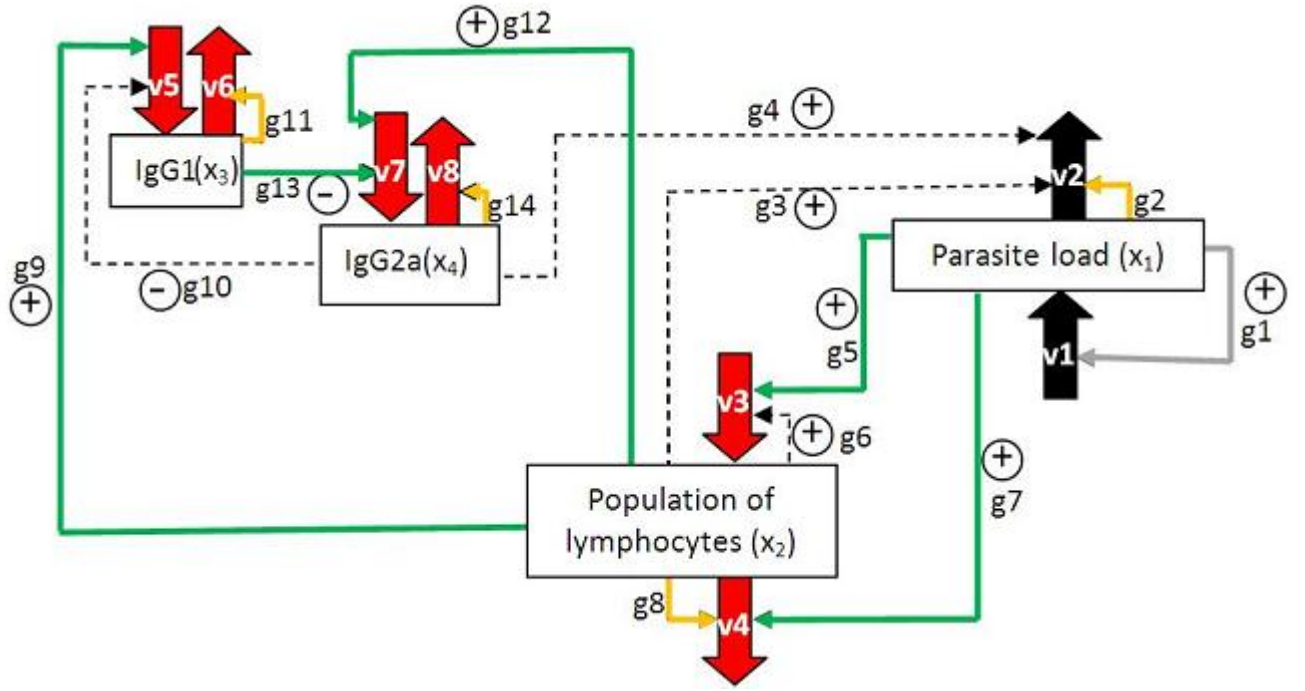 + g12
v5 v6
g4 +
g11
IgG1(x₃)
v7 v8
v2
g13 −
g14
g3 +
g2
IgG2a(x₄)
Parasite load (x₁)
g9
+
− g10
+
g1
+
g5
v1
v3
+ g6
+
g7
Population of
lymphocytes (x₂)
g8
v4